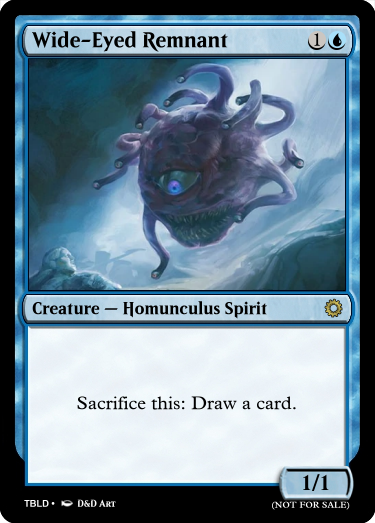 Wide-Eyed Remnant 1
Creature — Homunculus Spirit
Sacrifice this: Draw a card.
1/1
TBLD • D&D Art
(NOT FOR SALE)